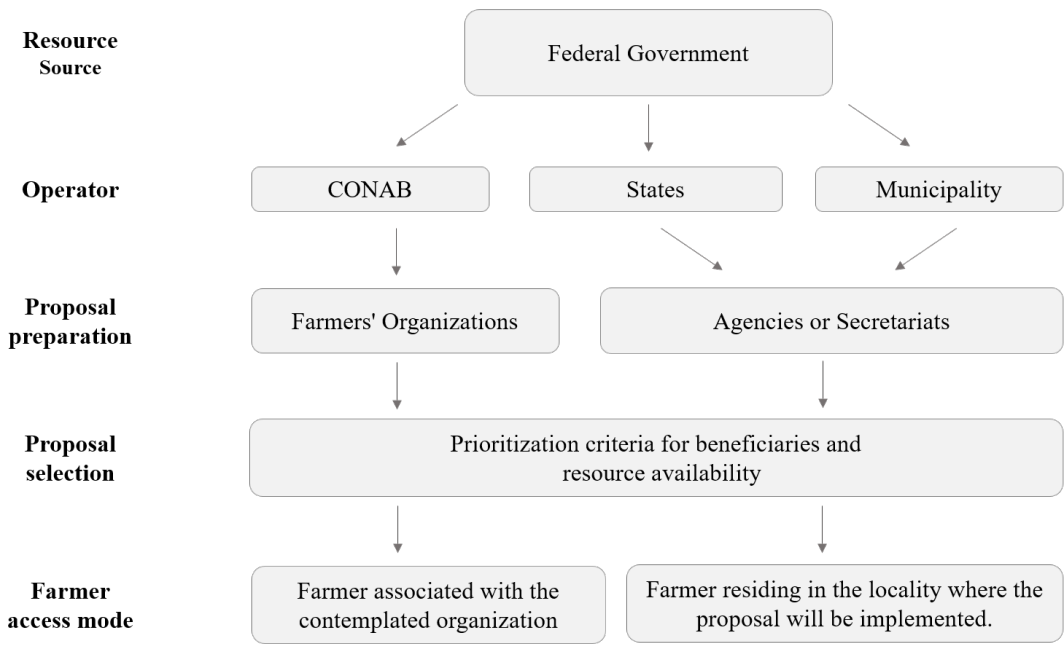 Resource
Source
Federal Government
Operator
CONAB
States
Municipality
Proposal
preparation
Farmers' Organizations
Agencies or Secretariats
Proposal
selection
Prioritization criteria for beneficiaries and
resource availability
Farmer
access mode
Farmer associated with the
contemplated organization
Farmer residing in the locality where the
proposal will be implemented.